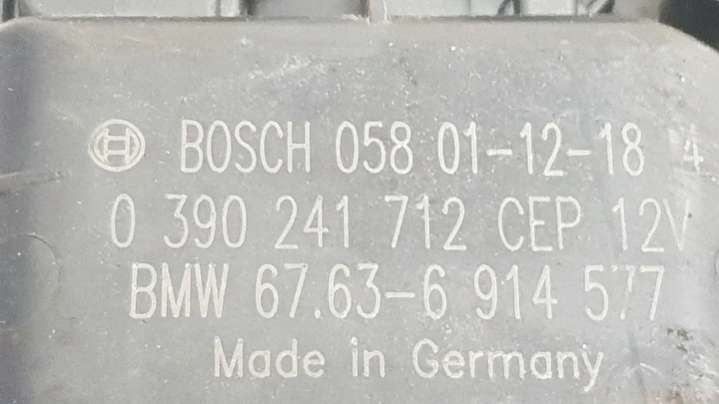 BOSCH 058 01-12-18 4
0 390 241 712 CEP 12V
BMW 67.63-6 914 577
Made in Germany